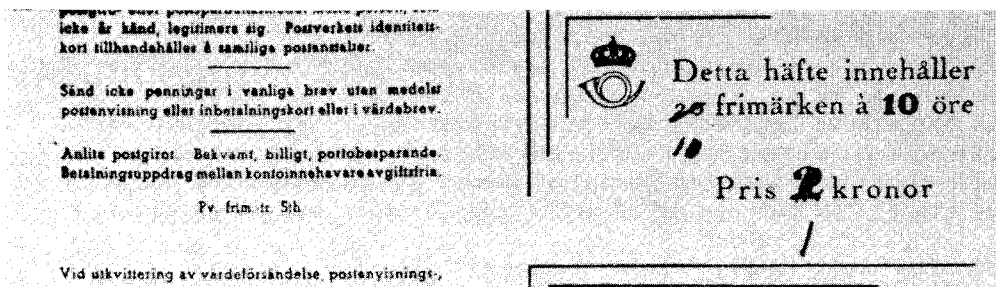 icke är känd, legitimera sig. Postverkets identitets-
kort tillhandahålles å samtliga postanstalter.
Sänd icke penningar i vanliga brev utan medelst
postanvisning eller inbetalningskort eller i värdebrev.
Anlita postgirot. Bekvämt, billigt, portobesparande.
Betalningsuppdrag mellan kontoinnehavare avgiftsfria.
Pv. frim. tr. Sth.
Vid utkvittering av värdeförsändelse, postanvisnings-,
Detta häfte innehåller
20 frimärken à 10 öre
10
Pris 2 kronor
1